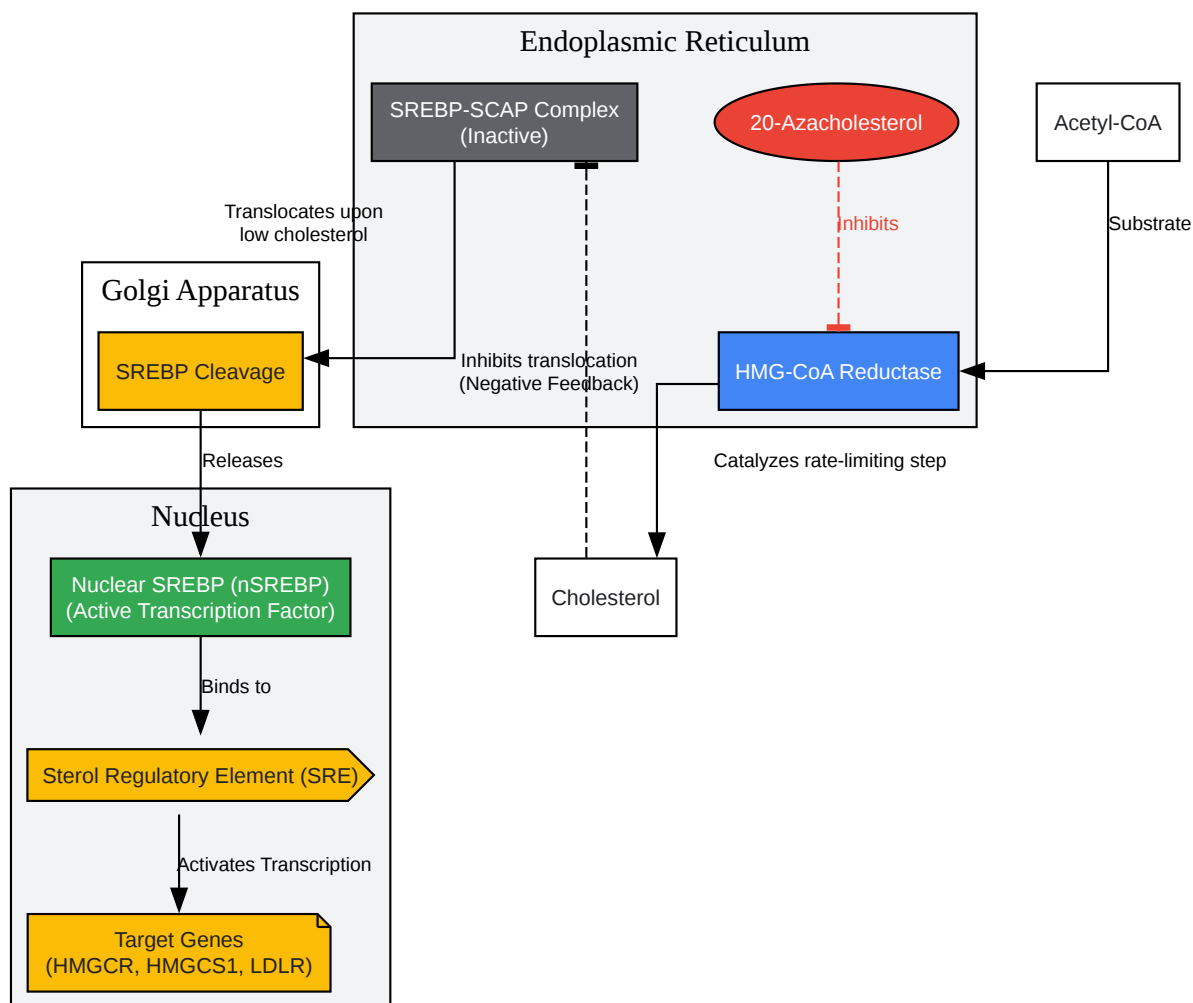 Endoplasmic Reticulum
SREBP-SCAP Complex
(Inactive)
20-Azacholesterol
Acetyl-CoA
Translocates upon
low cholesterol
Inhibits
Substrate
Golgi Apparatus
SREBP Cleavage
Inhibits translocation
(Negative Feedback)
HMG-CoA Reductase
Releases
Catalyzes rate-limiting step
Nucleus
Nuclear SREBP (nSREBP)
(Active Transcription Factor)
Cholesterol
Binds to
Sterol Regulatory Element (SRE)
Activates Transcription
Target Genes
(HMGCR, HMGCS1, LDLR)